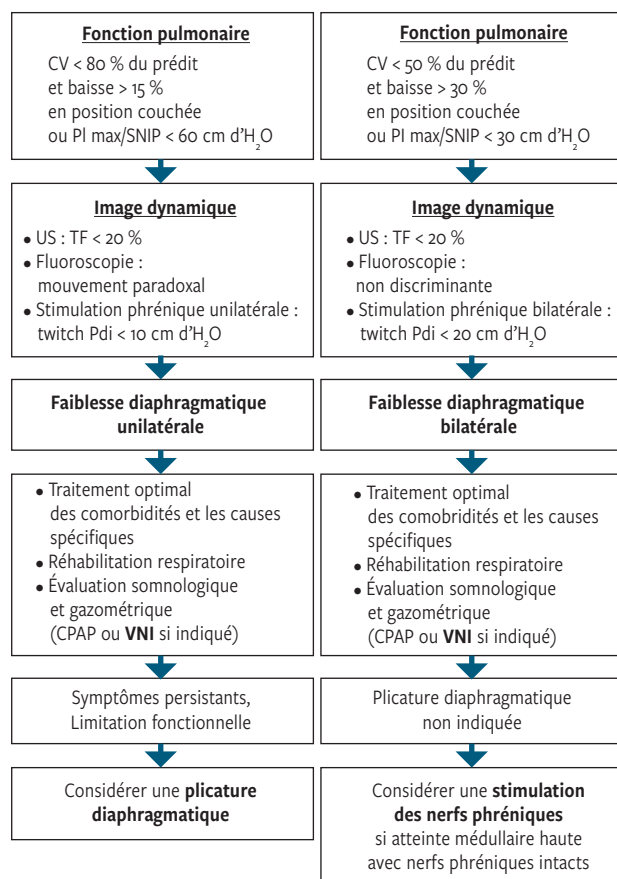 Fonction pulmonaire
CV < 80 % du prédit
et baisse > 15 %
en position couchée
ou Pl max/SNIP < 60 cm d’H2O
Image dynamique
• US : TF < 20 %
• Fluoroscopie :
mouvement paradoxal
• Stimulation phrénique unilatérale :
twitch Pdi < 10 cm d’H2O
Faiblesse diaphragmatique
unilatérale
• Traitement optimal
des comorbidités et les causes
spécifiques
• Réhabilitation respiratoire
• Évaluation somnologique
et gazométrique
(CPAP ou VNI si indiqué)
Symptômes persistants,
Limitation fonctionnelle
Considérer une plicature
diaphragmatique
Fonction pulmonaire
CV < 50 % du prédit
et baisse > 30 %
en position couchée
ou PI max/SNIP < 30 cm d’H2O
Image dynamique
• US : TF < 20 %
• Fluoroscopie :
non discriminante
• Stimulation phrénique bilatérale :
twitch Pdi < 20 cm d’H2O
Faiblesse diaphragmatique
bilatérale
• Traitement optimal
des comobridités et les causes
spécifiques
• Réhabilitation respiratoire
• Évaluation somnologique
et gazométrique
(CPAP ou VNI si indiqué)
Plicature diaphragmatique
non indiquée
Considérer une stimulation
des nerfs phréniques
si atteinte médullaire haute
avec nerfs phréniques intacts